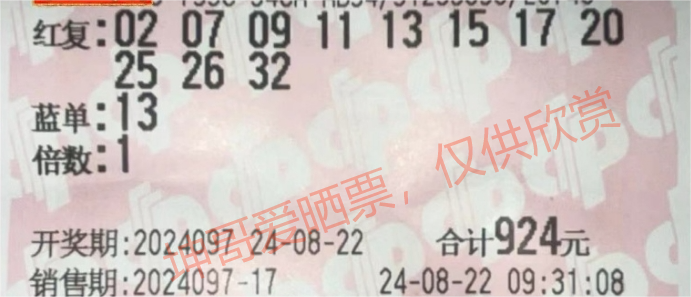 红复:02 07 09 11 13 15 17 20
25 26 32
蓝单:13
倍数:1
坤哥爱晒票，仅供欣赏
开奖期:2024097 24-08-22 合计924元
销售期:2024097-17 24-08-22 09:31:08